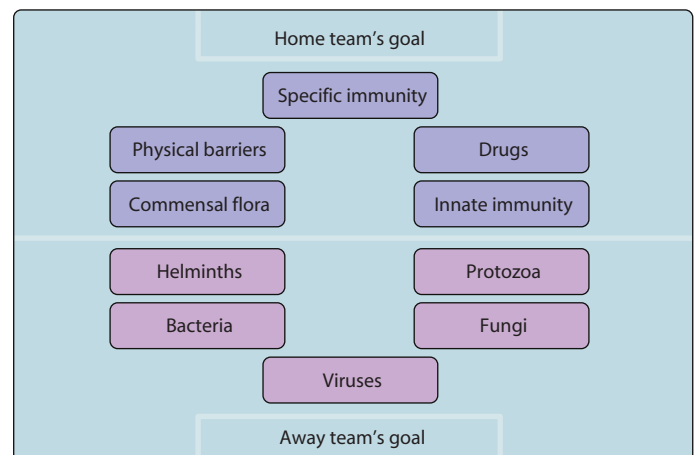 Home team's goal
Specific immunity
Physical barriers
Drugs
Commensal flora
Innate immunity
Helminths
Protozoa
Bacteria
Fungi
Viruses
Away team's goal